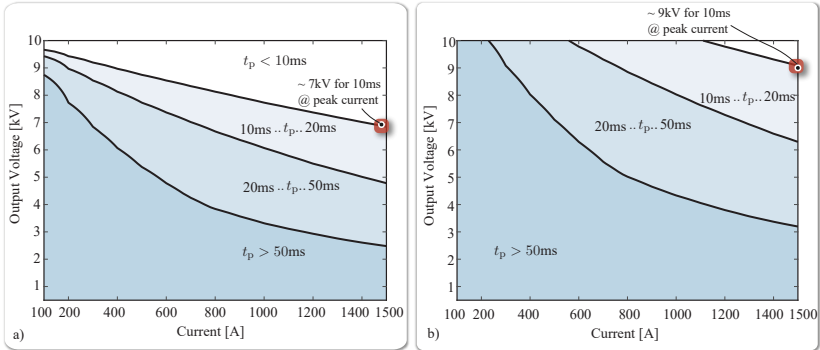 10
9
8
7
6
5
4
3
2
1
Output Voltage [kV]
t_p < 10ms
~ 7kV for 10ms
@ peak current
10ms .. t_p .. 20ms
20ms .. t_p .. 50ms
t_p > 50ms
100 200 400 600 800 1000 1200 1500
Current [A]
a)
~ 9kV for 10ms
@ peak current
10
9
8
7
6
5
4
3
2
1
Output Voltage [kV]
10ms .. t_p .. 20ms
20ms .. t_p .. 50ms
t_p > 50ms
100 200 400 600 800 1000 1200 1500
Current [A]
b)